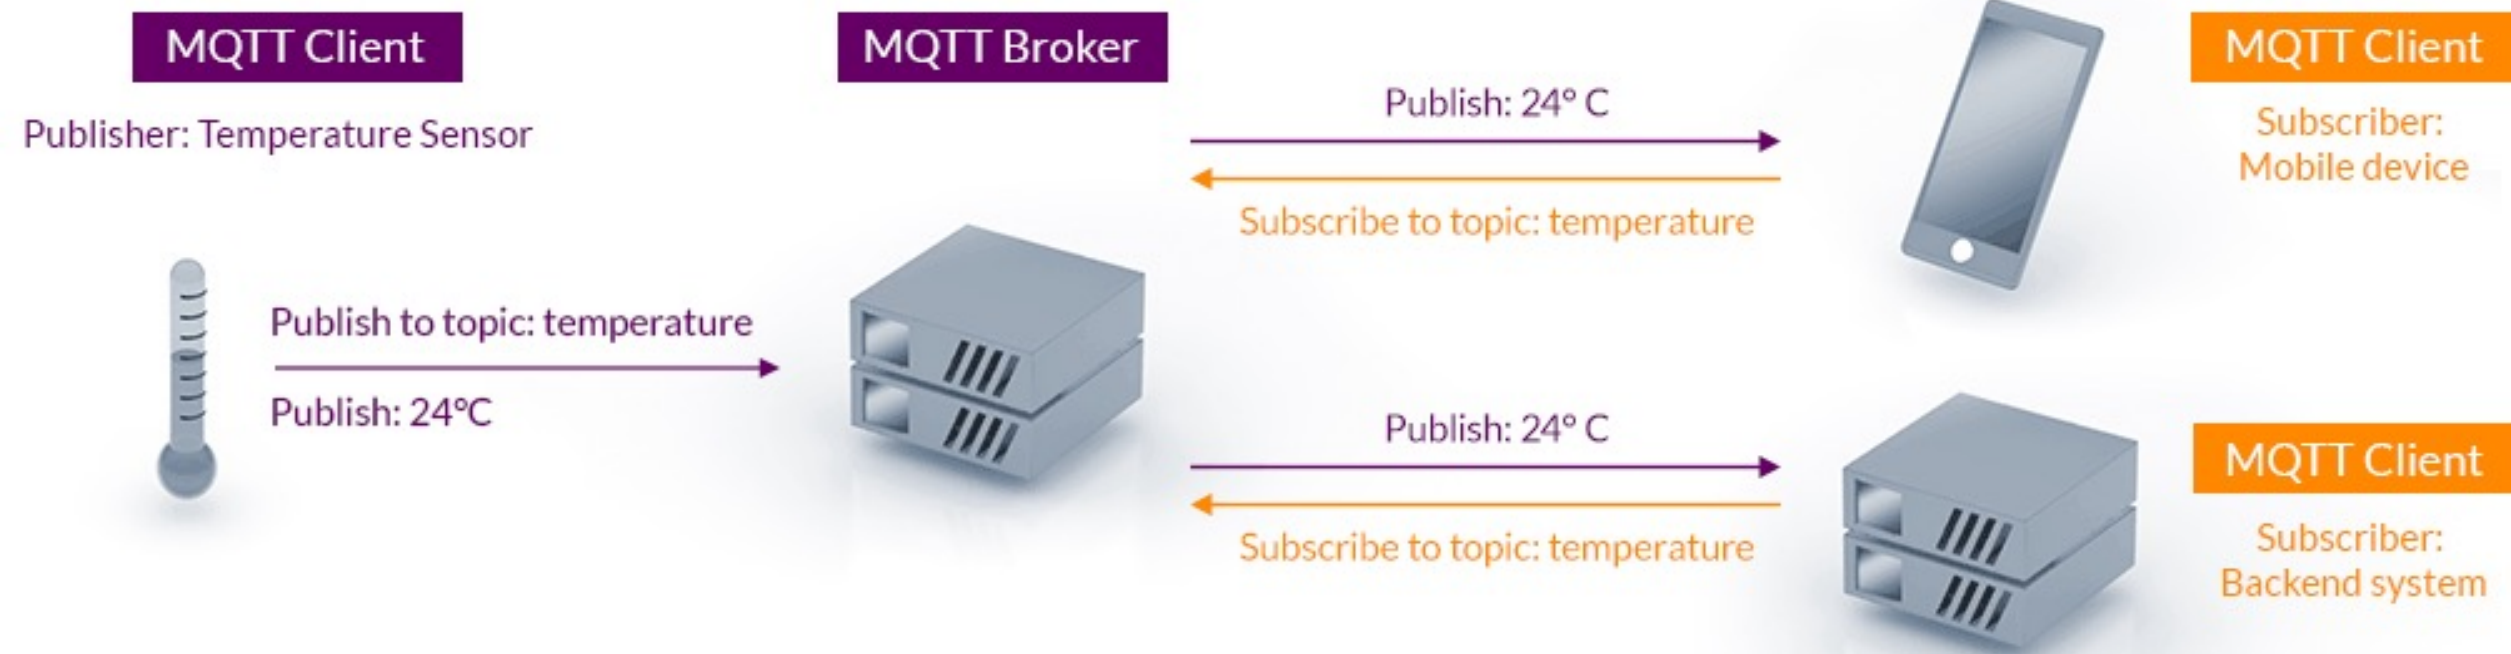 MQTT Client
Publisher: Temperature Sensor
Publish to topic: temperature
Publish: 24°C
MQTT Broker
Publish: 24° C
Subscribe to topic: temperature
MQTT Client
Subscriber:
Mobile device
Publish: 24° C
Subscribe to topic: temperature
MQTT Client
Subscriber:
Backend system